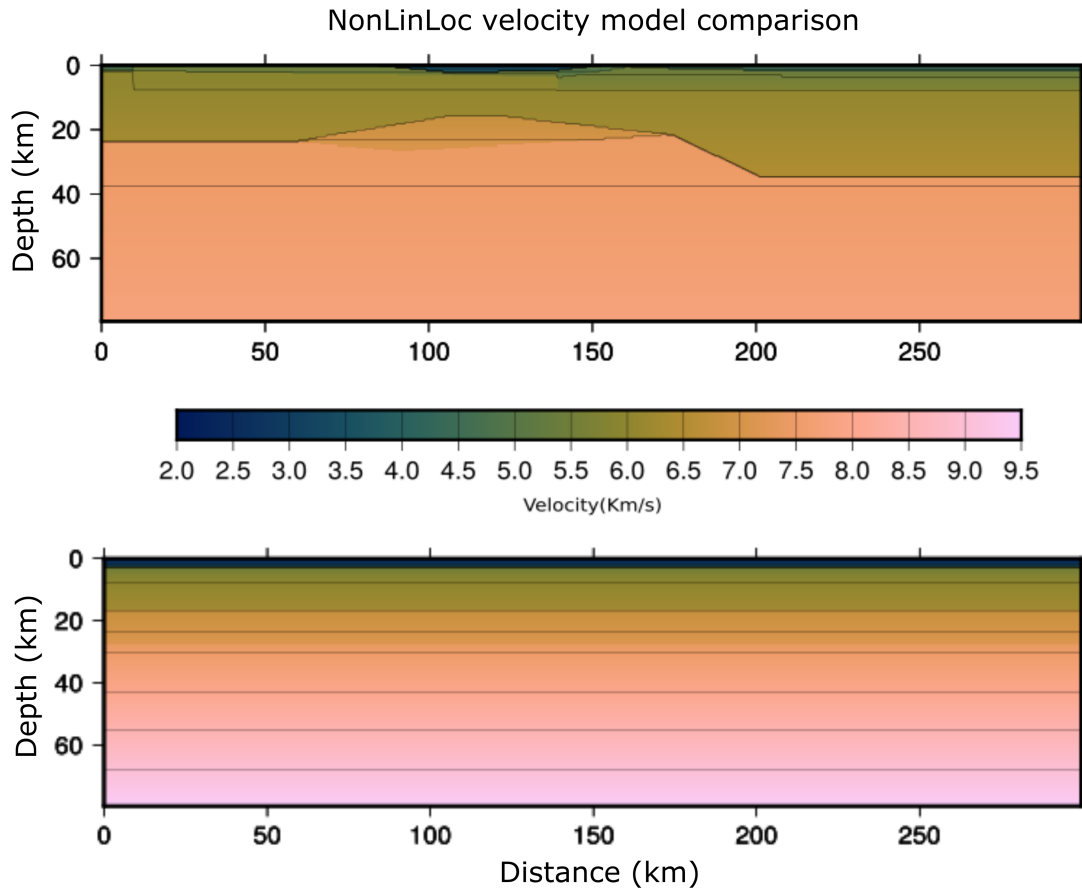 NonLinLoc velocity model comparison
0
20
40
60
Depth (km)
0 50 100 150 200 250
2.0 2.5 3.0 3.5 4.0 4.5 5.0 5.5 6.0 6.5 7.0 7.5 8.0 8.5 9.0 9.5
Velocity(Km/s)
0
20
40
60
Depth (km)
0 50 100 150 200 250
Distance (km)